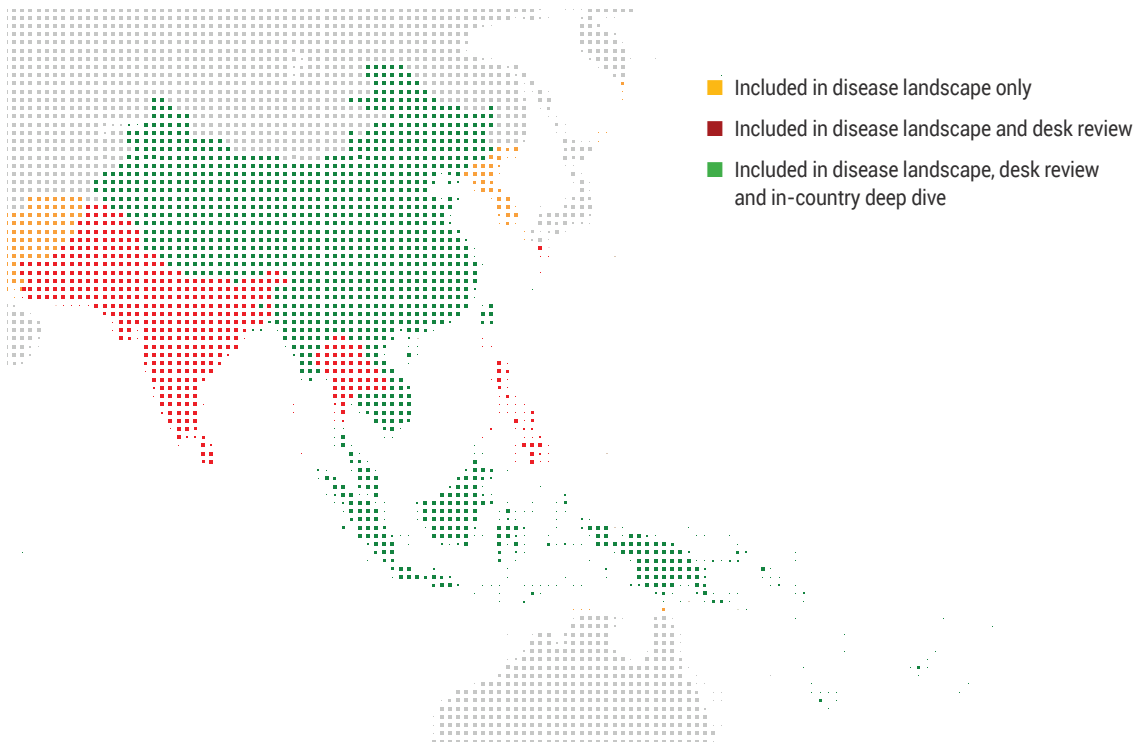 Included in disease landscape only
Included in disease landscape and desk review
Included in disease landscape, desk review
and in-country deep dive